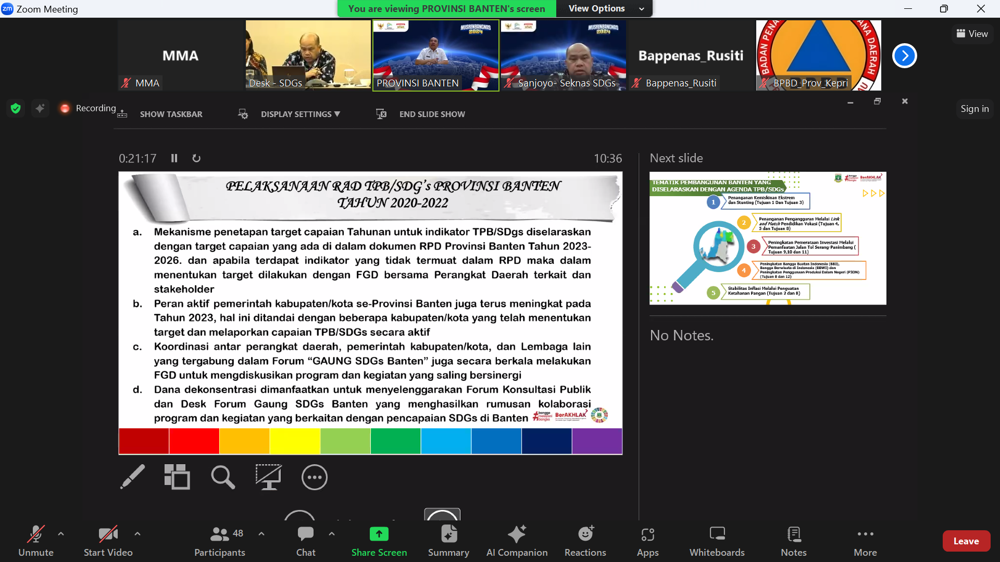 Zoom Meeting
You are viewing PROVINSI BANTEN's screen
View Options
MMA
MMA
Desk - SDGs
MUSRENBANGNAS
2024
PROVINSI BANTEN
MUSRENBANGNAS
2024
Sanjoyo- Seknas SDGs
Bappenas_Rusiti
Bappenas_Rusiti
BADAN PENA
ANA DAERAH
BPBD
BPBD_Prov_Kepri
View
Recording
Sign in
SHOW TASKBAR
DISPLAY SETTINGS
END SLIDE SHOW
0:21:17
10:36
PELAKSANAAN RAD TPB/SDG's PROVINSI BANTEN
TAHUN 2020-2022
a. Mekanisme penetapan target capaian Tahunan untuk indikator TPB/SDgs diselaraskan
dengan target capaian yang ada di dalam dokumen RPD Provinsi Banten Tahun 2023-
2026. dan apabila terdapat indikator yang tidak termuat dalam RPD maka dalam
menentukan target dilakukan dengan FGD bersama Perangkat Daerah terkait dan
stakeholder
b. Peran aktif pemerintah kabupaten/kota se-Provinsi Banten juga terus meningkat pada
Tahun 2023, hal ini ditandai dengan beberapa kabupaten/kota yang telah menentukan
target dan melaporkan capaian TPB/SDGs secara aktif
c. Koordinasi antar perangkat daerah, pemerintah kabupaten/kota, dan Lembaga lain
yang tergabung dalam Forum “GAUNG SDGs Banten” juga secara berkala melakukan
FGD untuk mengdiskusikan program dan kegiatan yang saling bersinergi
d. Dana dekonsentrasi dimanfaatkan untuk menyelenggarakan Forum Konsultasi Publik
dan Desk Forum Gaung SDGs Banten yang menghasilkan rumusan kolaborasi
program dan kegiatan yang berkaitan dengan pencapaian SDGs di Banten
#bangga melayani bangsa
BerAKHLAK
Next slide
TEMATIK PEMBANGUNAN BANTEN YANG
DISELARASKAN DENGAN AGENDA TPB/SDGs
#bangga melayani bangsa
BerAKHLAK
1
Penanganan Kemiskinan Ekstrem
dan Stunting (Tujuan 1 Dan Tujuan 3)
2
Penanganan Pengangguran Melalui Link
and Match Pendidikan Vokasi (Tujuan 4,
5 dan Tujuan 8)
3
Peningkatan Pemerataan Investasi Melalui
Pemanfaatan Jalan Tol Serang-Panimbang (
Tujuan 9,10 dan 11)
4
Peningkatan Bangga Buatan Indonesia (BBI),
Bangga Berwisata di Indonesia (BBWI) dan
Peningkatan Penggunaan Produksi Dalam Negeri (P3DN)
(Tujuan 8 dan 12)
5
Stabilitas Inflasi Melalui Penguatan
Ketahanan Pangan (Tujuan 2 dan 8)
No Notes.
Unmute
Start Video
48
Participants
Chat
Share Screen
Summary
AI Companion
Reactions
Apps
Whiteboards
Notes
More
Leave